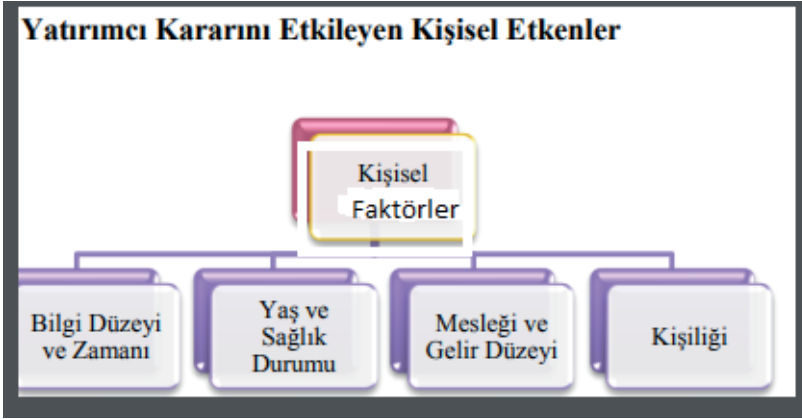 Yatırımcı Kararını Etkileyen Kişisel Etkenler
Kişisel
Faktörler
Bilgi Düzeyi
ve Zamanı
Yaş ve
Sağlık
Durumu
Mesleği ve
Gelir Düzeyi
Kişiliği